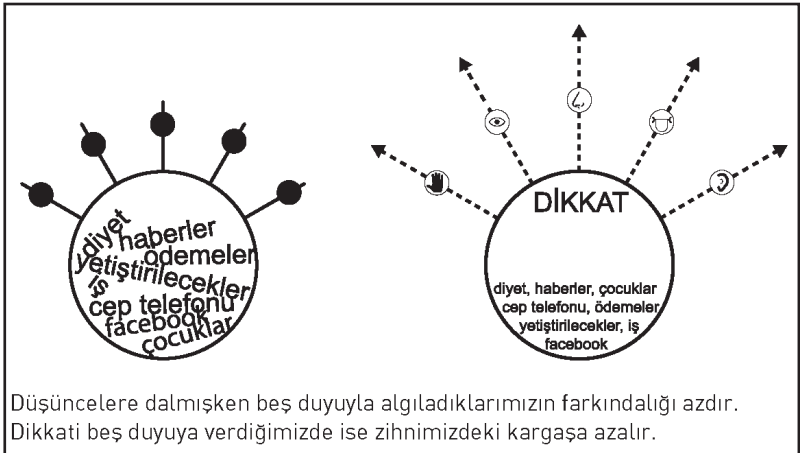 diyet
haberler
ödemeler
yetiştirilecekler
iş
cep telefonu
facebook
çocuklar
DİKKAT
diyet, haberler, çocuklar
cep telefonu, ödemeler
yetiştirilecekler, iş
facebook
Düşüncelere dalmışken beş duyuyla algıladıklarımızın farkındalığı azdır.
Dikkati beş duyuya verdiğimizde ise zihnimizdeki kargaşa azalır.